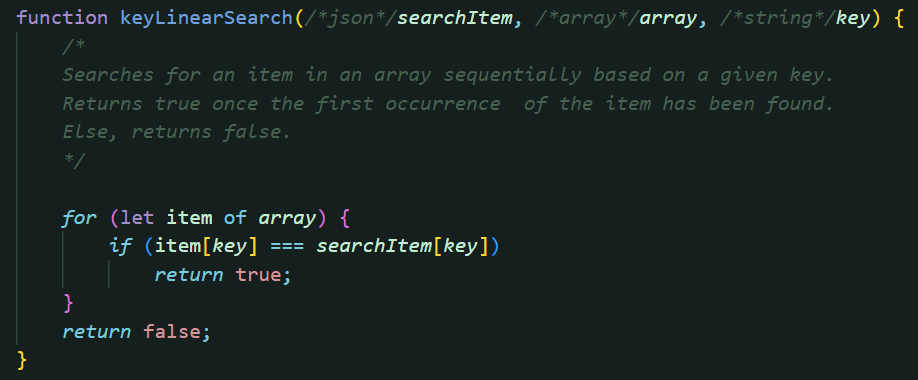 function keyLinearSearch(/*json*/searchItem, /*array*/array, /*string*/key) {
/*
Searches for an item in an array sequentially based on a given key.
Returns true once the first occurrence  of the item has been found.
Else, returns false.
*/
for (let item of array) {
if (item[key] === searchItem[key])
return true;
}
return false;
}